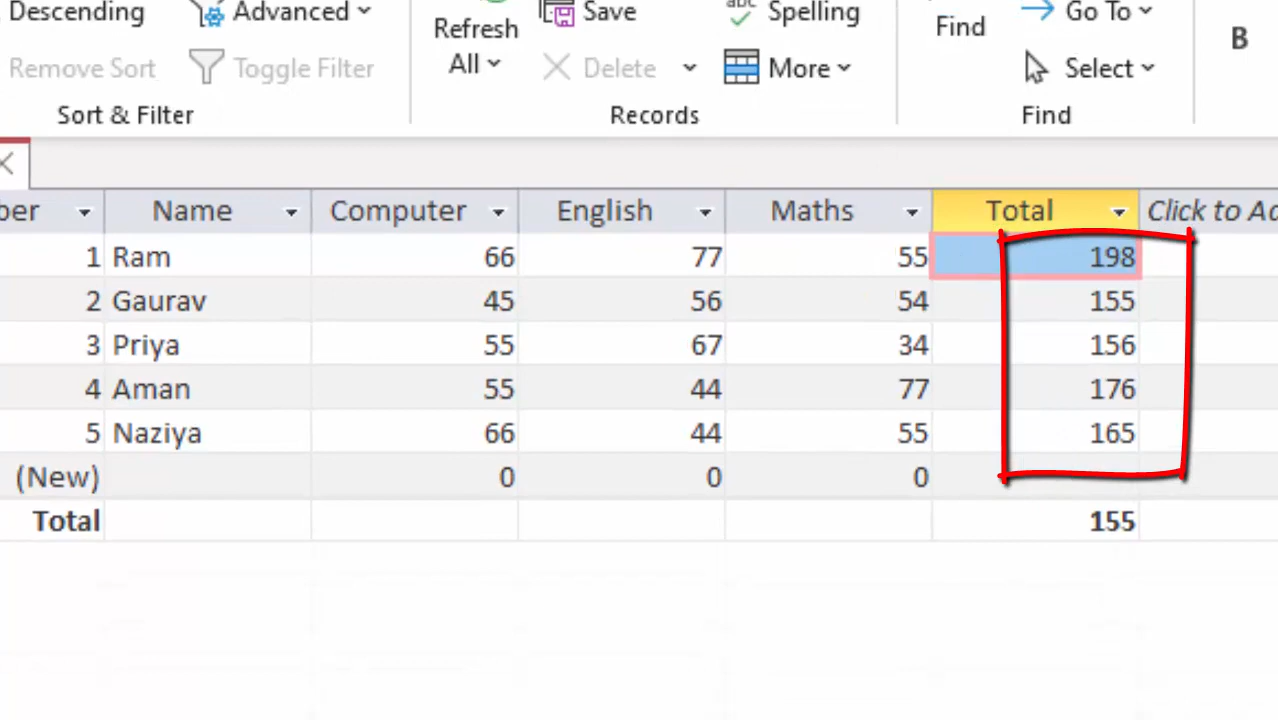 Descending Advanced Refresh All Save abc Spelling Find Go To B
Remove Sort Toggle Filter Delete More Select
Sort & Filter Records Find
ber Name Computer English Maths Total Click to Ad
1 Ram 66 77 55 198
2 Gaurav 45 56 54 155
3 Priya 55 67 34 156
4 Aman 55 44 77 176
5 Naziya 66 44 55 165
(New) 0 0 0
Total 155